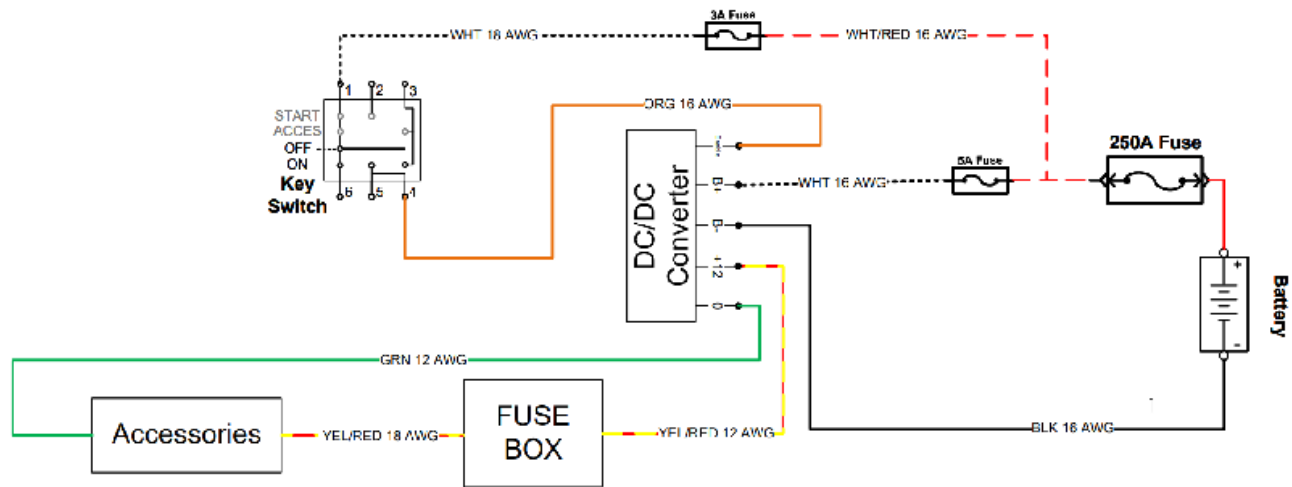 3A Fuse
WHT 18 AWG
WHT/RED 16 AWG
1 2 3
START
ACCES
OFF
ON
6 5 4
Key
Switch
ORG 16 AWG
DC/DC
Converter
B+
B-
+12
WHT 16 AWG
5A Fuse
250A Fuse
+
-
Battery
GRN 12 AWG
Accessories
YEL/RED 18 AWG
FUSE
BOX
YEL/RED 12 AWG
BLK 16 AWG